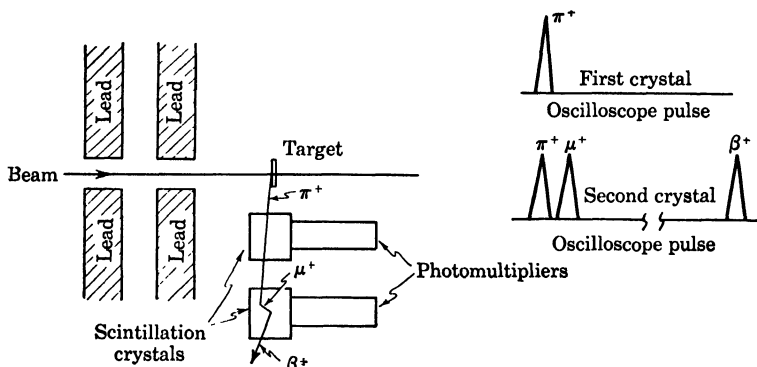 Lead
Lead
Target
Beam
π⁺
Lead
Lead
μ⁺
Photomultipliers
Scintillation
crystals
β⁺
π⁺
First crystal
Oscilloscope pulse
π⁺ μ⁺
β⁺
Second crystal
Oscilloscope pulse